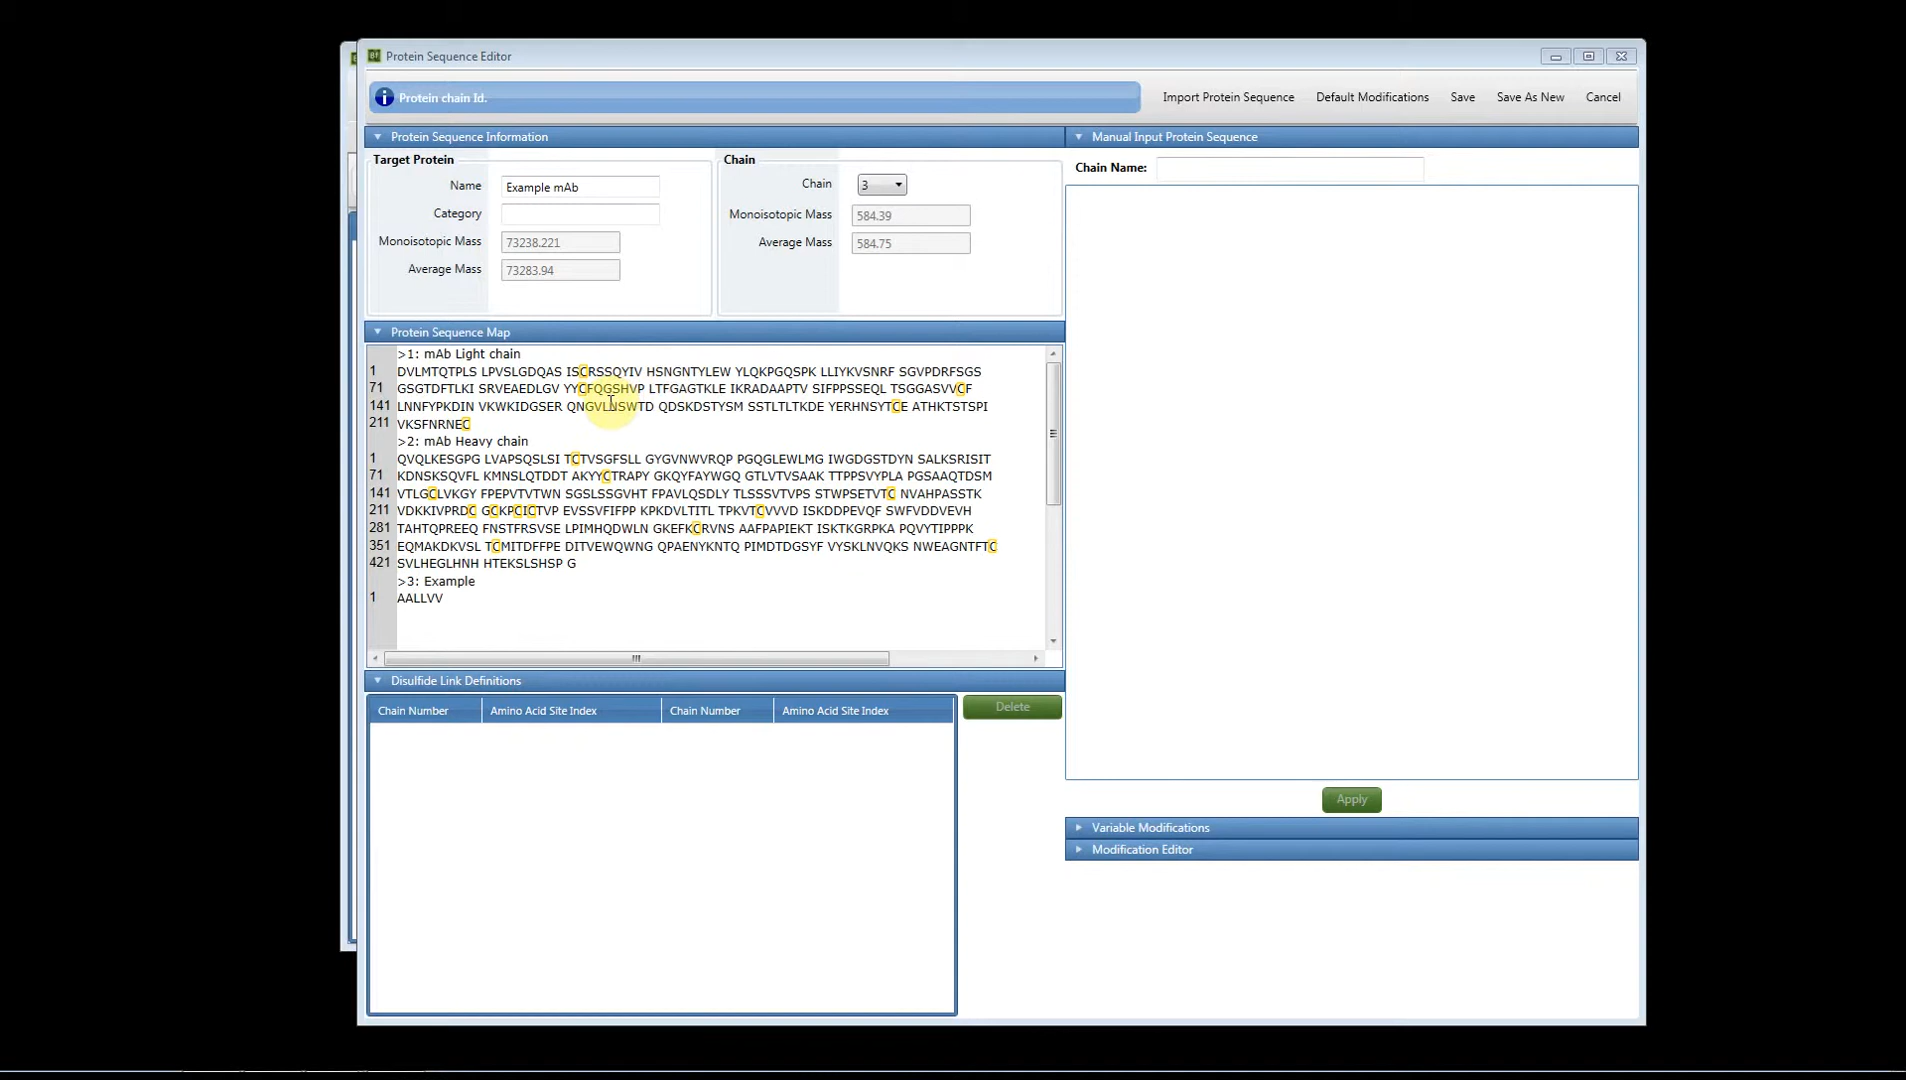 Protein Sequence Editor
Protein chain Id.
Import Protein Sequence Default Modifications Save Save As New Cancel
Protein Sequence Information
Target Protein
Name Example mAb
Category
Monoisotopic Mass 73238.221
Average Mass 73283.94
Chain
Chain 3
Monoisotopic Mass 584.39
Average Mass 584.75
Protein Sequence Map
>1: mAb Light chain
1 DVLMTQTPLS LPVSLGDQAS ISCRSSQYIV HSNGNTYLEW YLQKPGQSPK LLIYKVSNRF SGVPDRFSGS
71 GSGTDFTLKI SRVEAEDLGV YYCFQGSHVP LTFGAGTKLE IKRADAAPTV SIFPPSSEQL TSGGASVVCF
141 LNNFYPKDIN VKWKIDGSER QNGVLNSWTD QDSKDSTYSM SSTLTLTKDE YERHNSYTCE ATHKTSTSPI
211 VKSFNRNEC
>2: mAb Heavy chain
1 QVQLKESGPG LVAPSQSLSI TCTVSGFSLL GYGVNWVRQP PGQGLEWLMG IWGDGSTDYN SALKSRISIT
71 KDNSKSQVFL KMNSLQTDDT AKYYCTRAPY GKQYFAYWGQ GTLVTVSAAK TTPPSVYPLA PGSAAQTDSM
141 VTLGCLVKGY FPEPVTVTWN SGSLSSGVHT FPAVLQSDLY TLSSSVTVPS STWPSETVTC NVAHPASSTK
211 VDKKIVPRDC GCKPCICTVP EVSSVFIFPP KPKDVLTITL TPKVTCVVVD ISKDDPEVQF SWFVDDVEVH
281 TAHTQPREEQ FNSTFRSVSE LPIMHQDWLN GKEFKCRVNS AAFPAPIEKT ISKTKGRPKA PQVYTIPPPK
351 EQMAKDKVSL TCMITDFFPE DITVEWQWNG QPAENYKNTQ PIMDTDGSYF VYSKLNVQKS NWEAGNTFTC
421 SVLHEGLHNH HTEKSLSHSP G
>3: Example
1 AALLVV
Disulfide Link Definitions
Chain Number Amino Acid Site Index Chain Number Amino Acid Site Index
Delete
Manual Input Protein Sequence
Chain Name:
Apply
Variable Modifications
Modification Editor